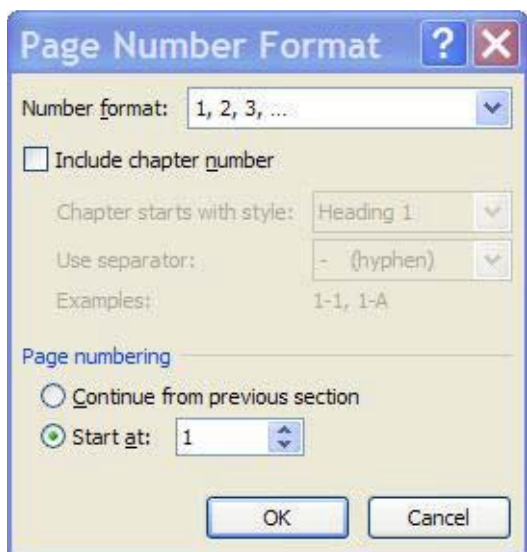 Page Number Format
Number format: 1, 2, 3, ...
Include chapter number
Chapter starts with style: Heading 1
Use separator: - (hyphen)
Examples: 1-1, 1-A
Page numbering
Continue from previous section
Start at: 1
OK Cancel